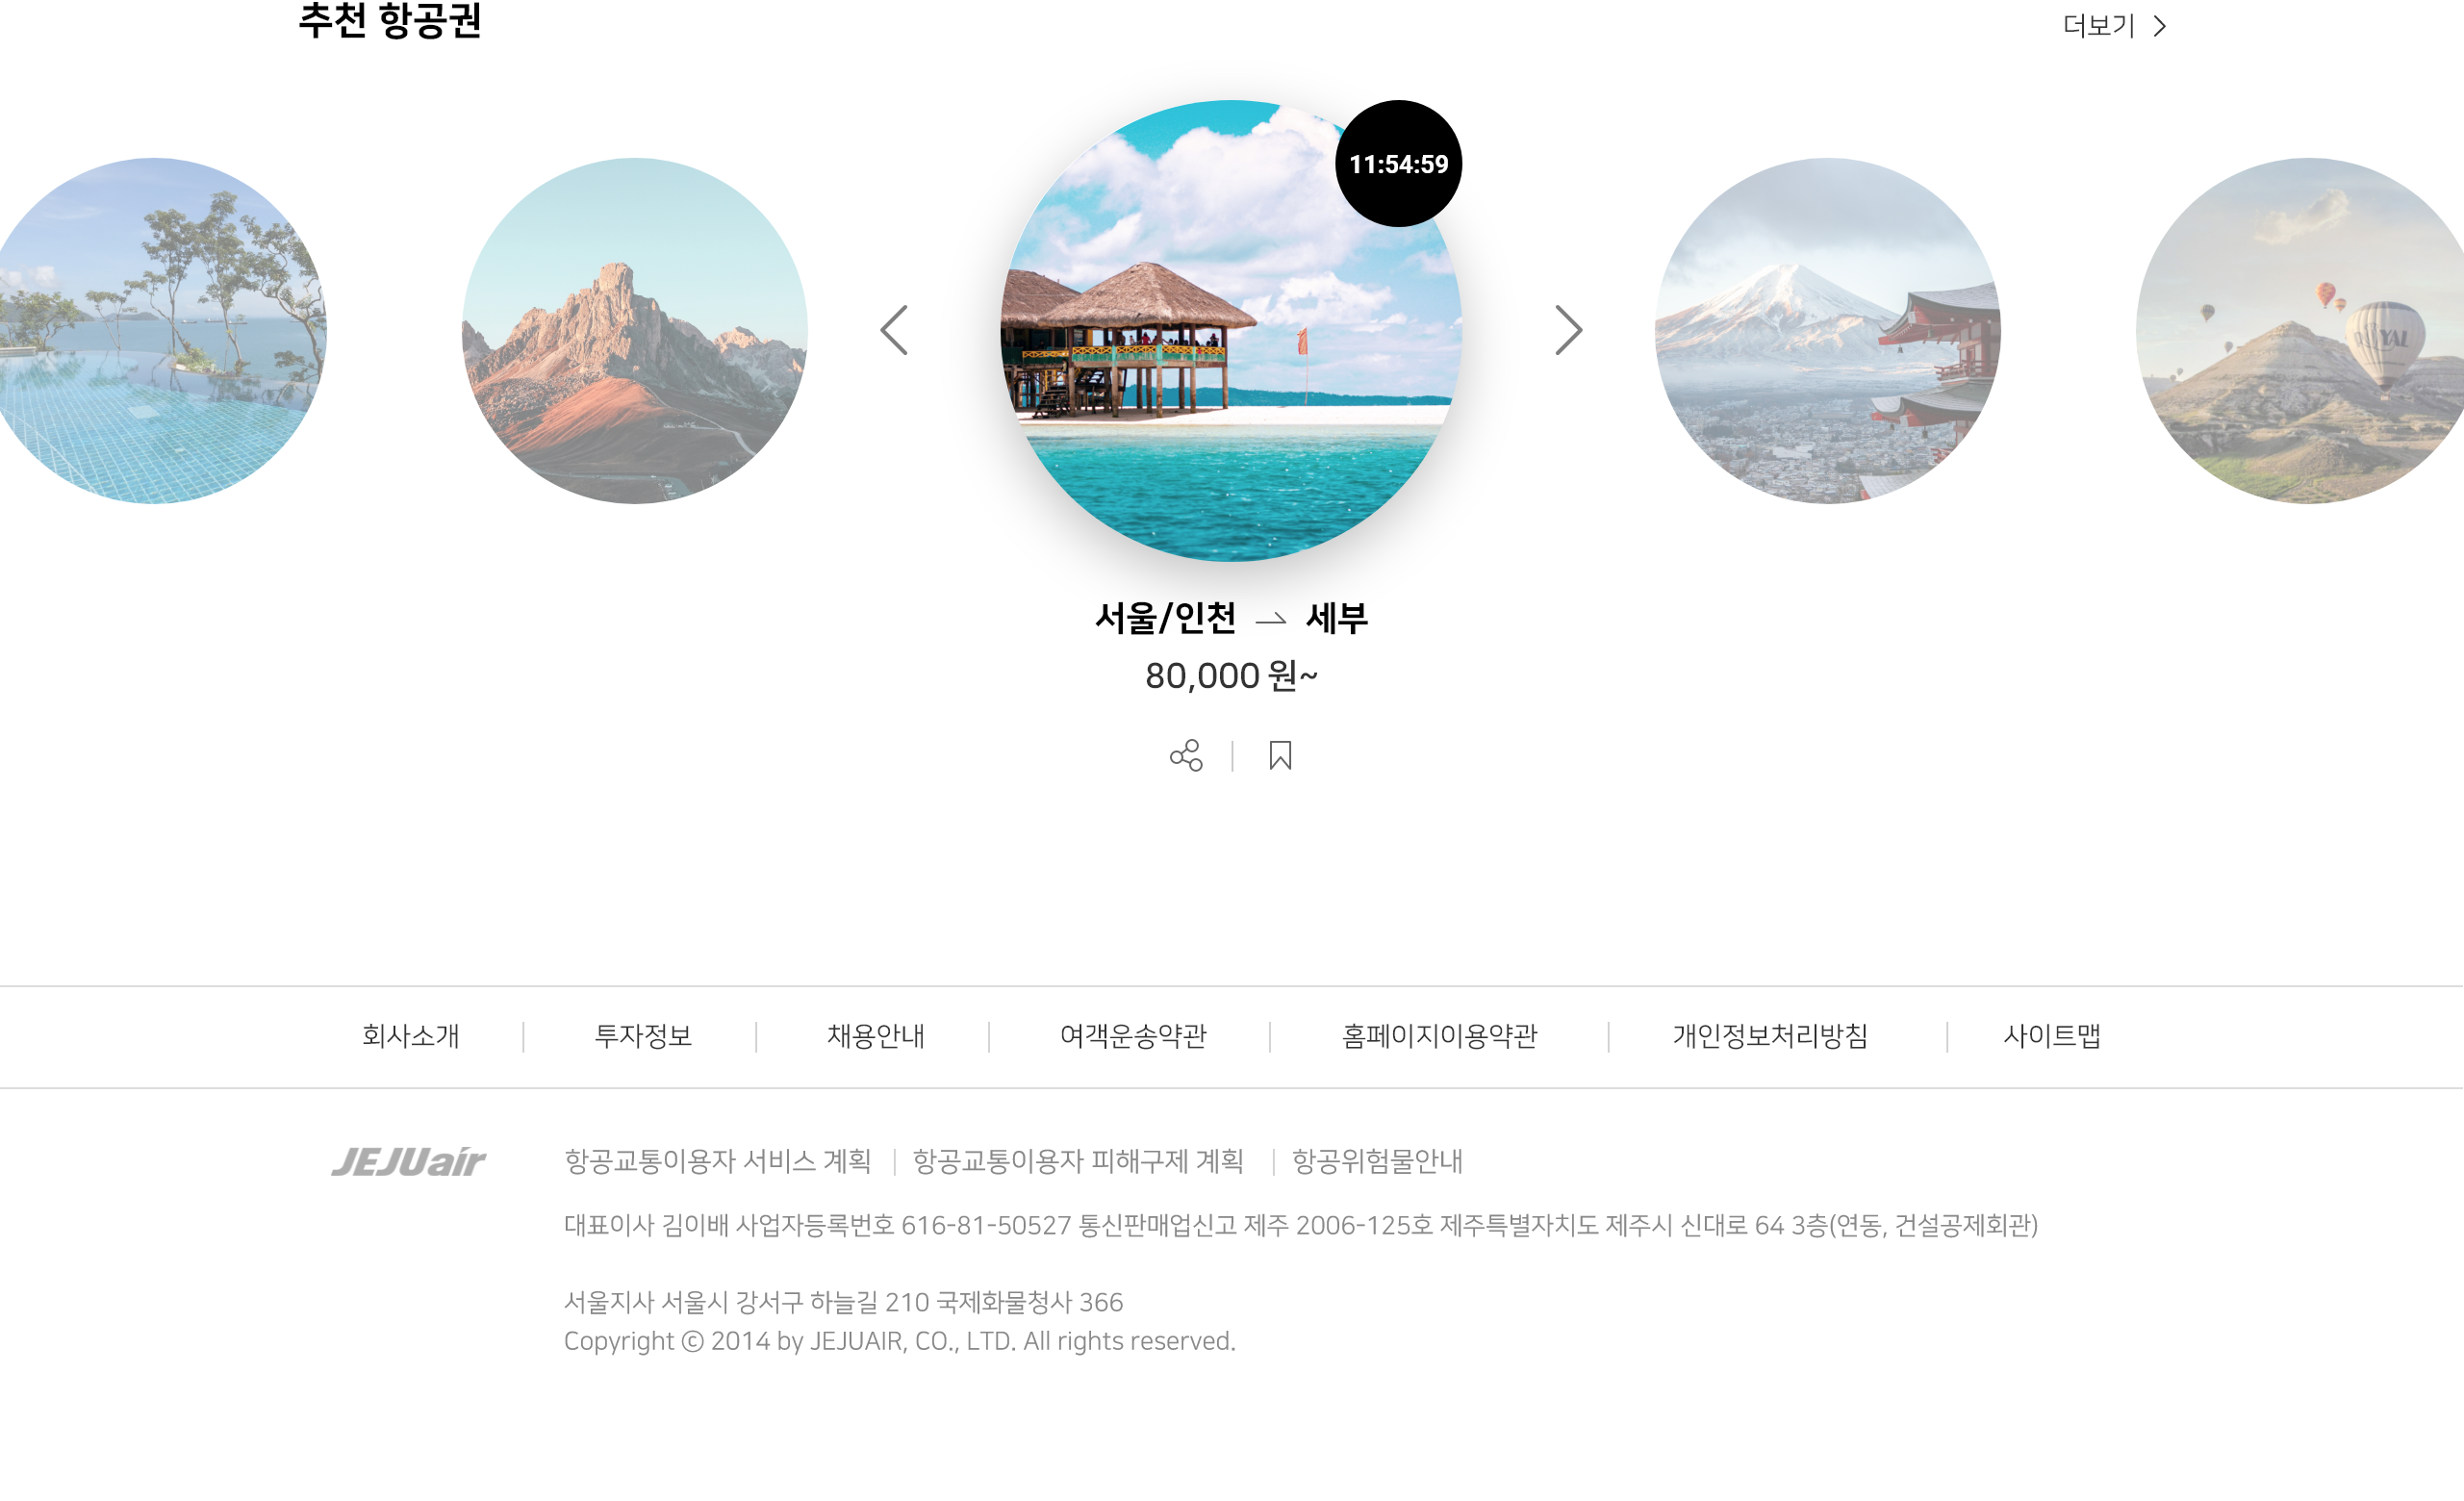 추천 항공권
더보기
11:54:59
서울/인천 세부
80,000 원~
회사소개 투자정보 채용안내 여객운송약관 홈페이지이용약관 개인정보처리방침 사이트맵
JEJUair
항공교통이용자 서비스 계획 항공교통이용자 피해구제 계획 항공위험물안내
대표이사 김이배 사업자등록번호 616-81-50527 통신판매업신고 제주 2006-125호 제주특별자치도 제주시 신대로 64 3층(연동, 건설공제회관)
서울지사 서울시 강서구 하늘길 210 국제화물청사 366
Copyright ⓒ 2014 by JEJUAIR, CO., LTD. All rights reserved.